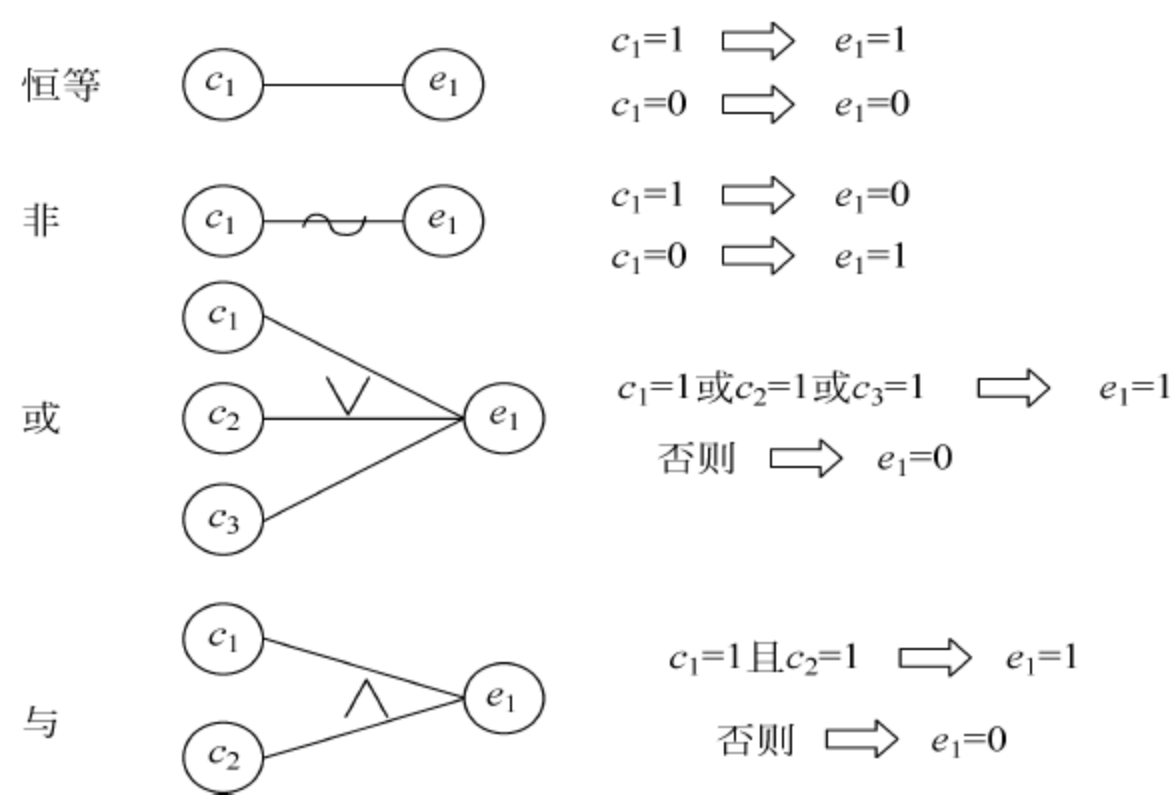 恒等 c₁ e₁ c₁=1 e₁=1
c₁=0 e₁=0
非 c₁ e₁ c₁=1 e₁=0
c₁=0 e₁=1
c₁
或 c₂ ∨ e₁ c₁=1或c₂=1或c₃=1 e₁=1
否则 e₁=0
c₃
c₁
与 ∧ e₁ c₁=1且c₂=1 e₁=1
c₂ 否则 e₁=0